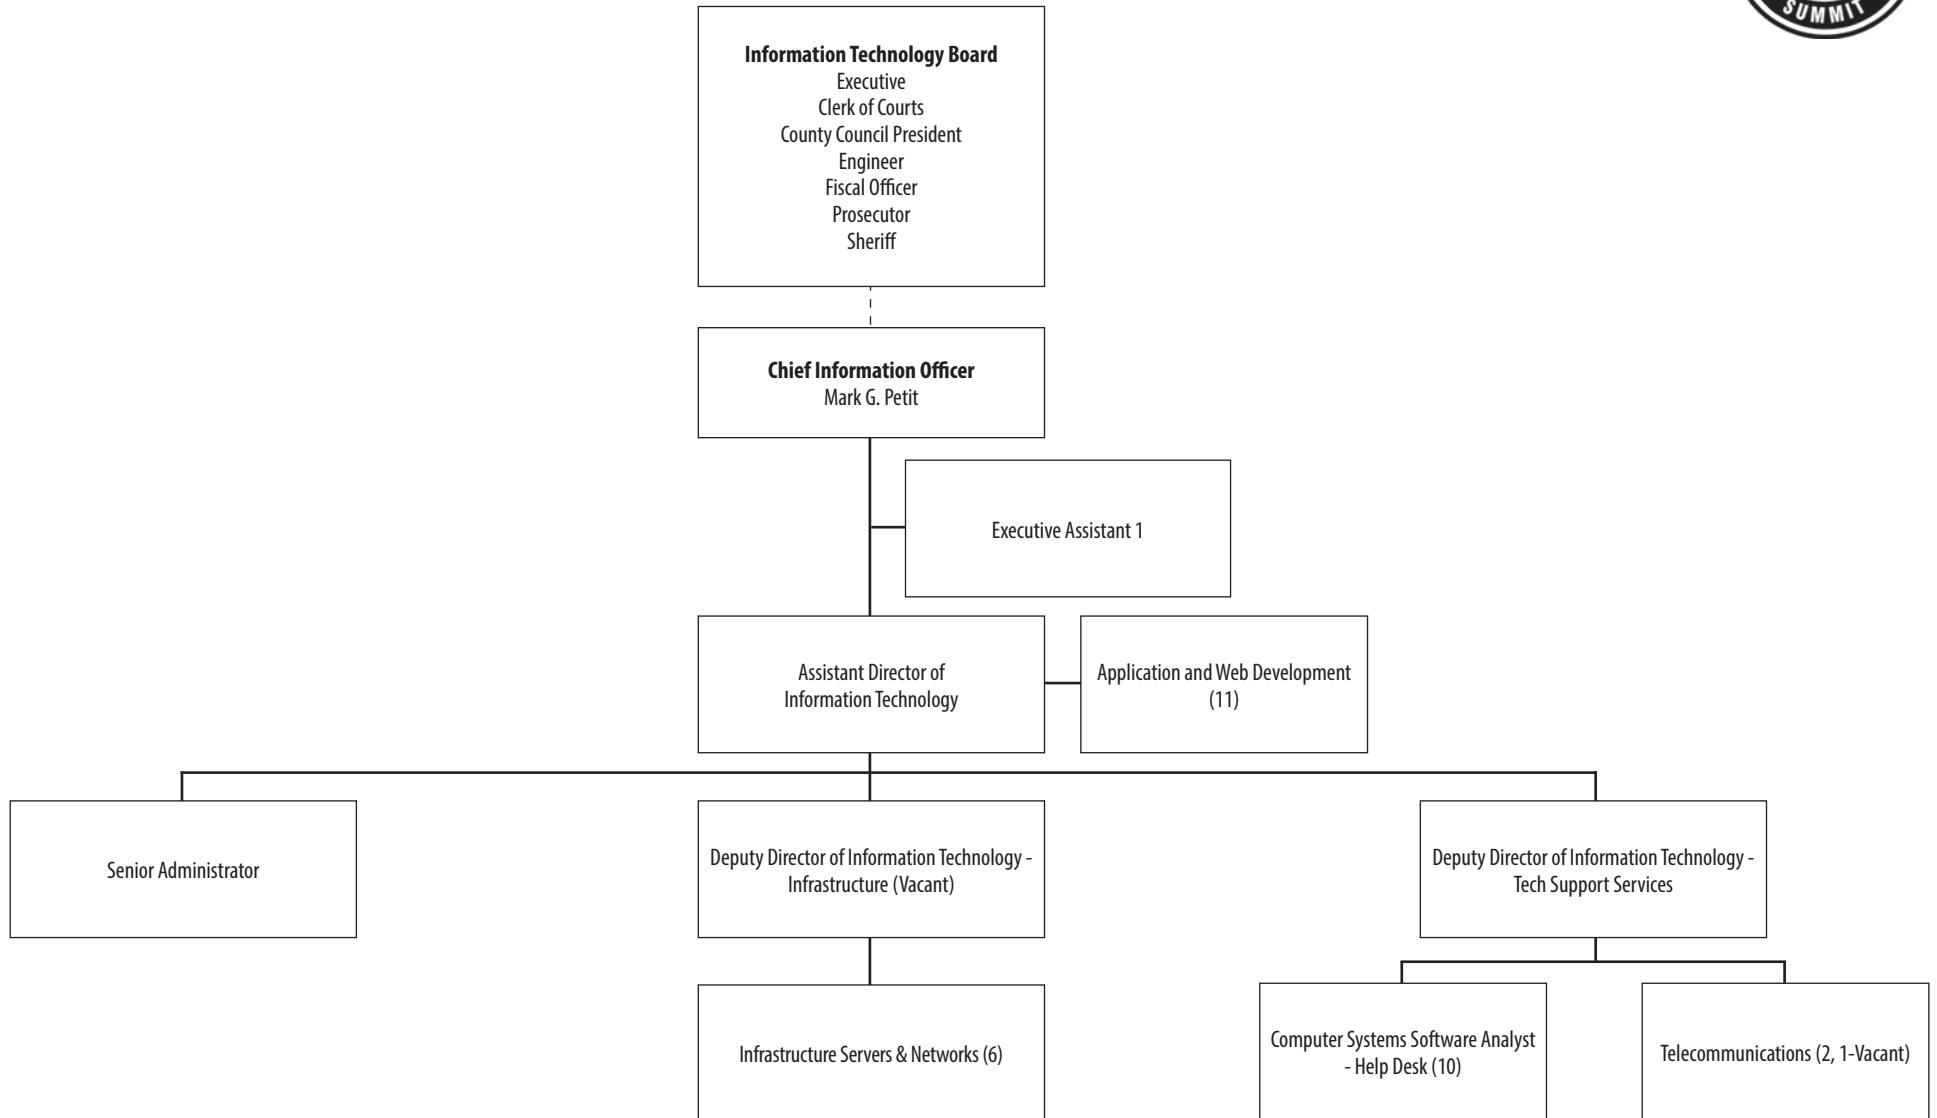 SUMMIT
Information Technology Board
Executive
Clerk of Courts
County Council President
Engineer
Fiscal Officer
Prosecutor
Sheriff
Chief Information Officer
Mark G. Petit
Executive Assistant 1
Assistant Director of
Information Technology
Application and Web Development
(11)
Senior Administrator
Deputy Director of Information Technology -
Infrastructure (Vacant)
Deputy Director of Information Technology -
Tech Support Services
Infrastructure Servers & Networks (6)
Computer Systems Software Analyst
- Help Desk (10)
Telecommunications (2, 1-Vacant)